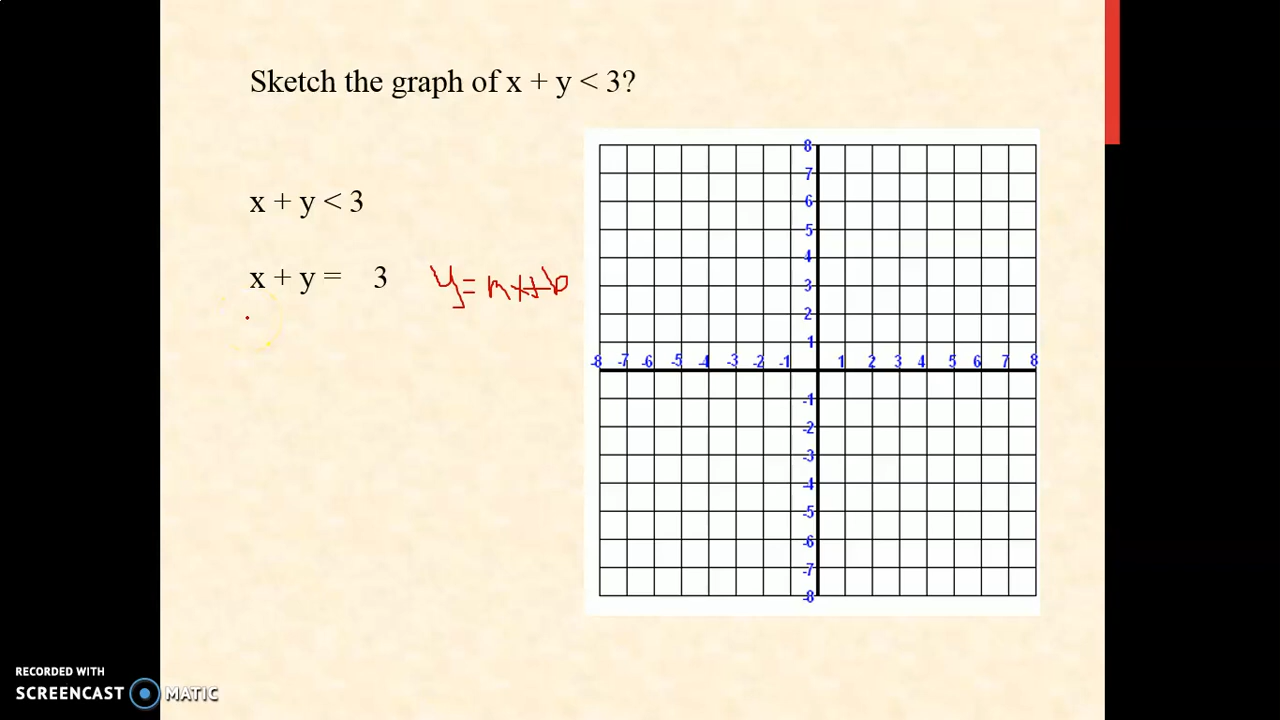 Sketch the graph of x + y < 3?
x + y < 3
x + y = 3 y = mx+b
8
7
6
5
4
3
2
1
-8 -7 -6 -5 -4 -3 -2 -1 1 2 3 4 5 6 7 8
-1
-2
-3
-4
-5
-6
-7
-8
RECORDED WITH
SCREENCAST MATIC